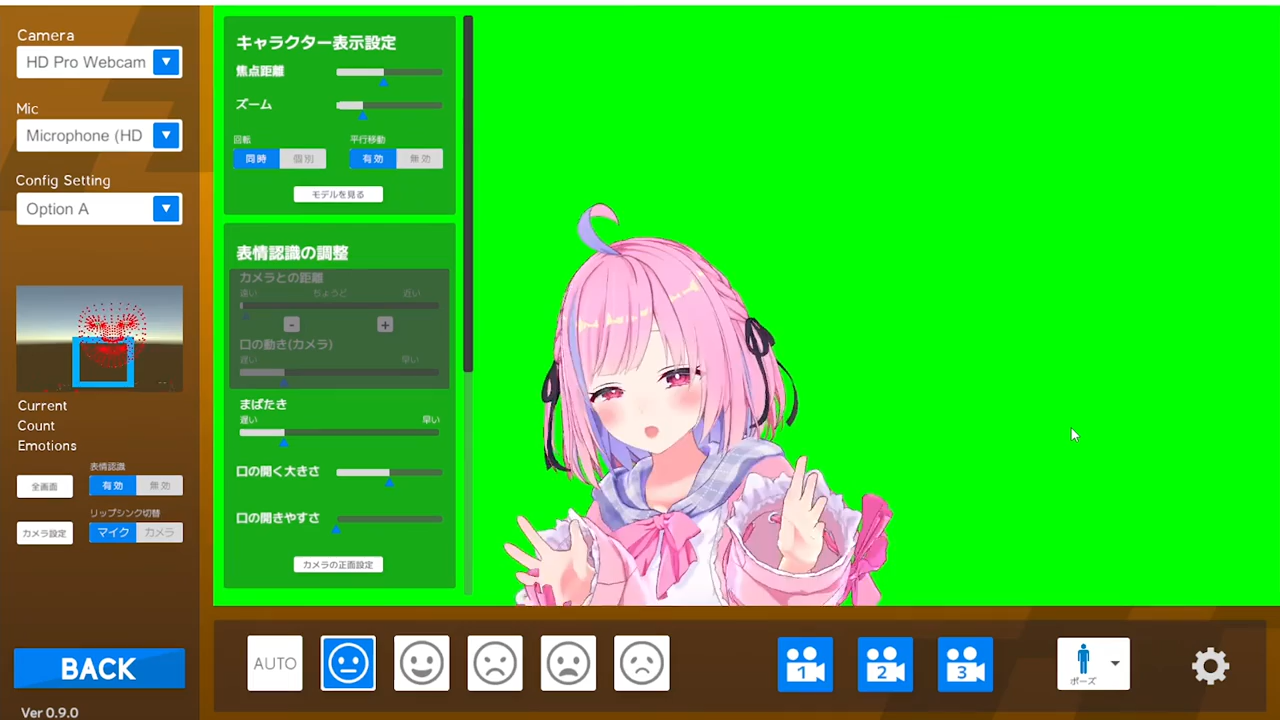 Camera
HD Pro Webcam
Mic
Microphone (HD
Config Setting
Option A
Current
Count
Emotions
表情認識
全画面
有効
無効
リップシンク切替
カメラ設定
マイク
カメラ
BACK
Ver 0.9.0
キャラクター表示設定
焦点距離
ズーム
回転
平行移動
同時
個別
有効
無効
モデルを見る
表情認識の調整
カメラとの距離
遠い
ちょうど
近い
-
+
口の動き(カメラ)
遅い
早い
まばたき
遅い
早い
口の開く大きさ
口の開きやすさ
カメラの正面設定
AUTO
1
2
3
ポーズ